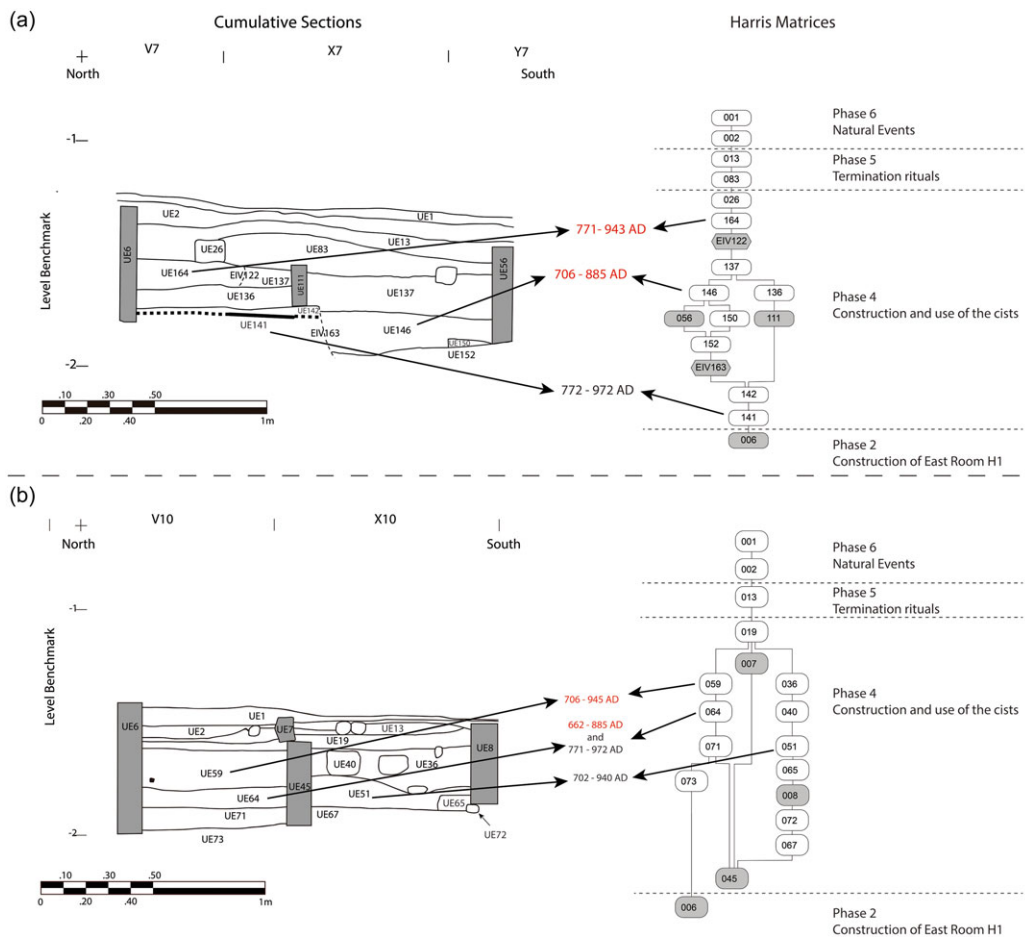 (a)
Cumulative Sections
Harris Matrices
V7
X7
Y7
North
South
Level Benchmark
-1
-2
UE6
UE2
UE1
UE26
UE83
UE13
UE56
UE164
EIV122
UE137
UE111
UE137
UE136
UE142
UE141
EIV163
UE146
UE150
UE152
771- 943 AD
706 - 885 AD
772 - 972 AD
.10 .30 .50
0 .20 .40 1m
001
002
013
083
026
164
EIV122
137
146 136
056 150 111
152
EIV163
142
141
006
Phase 6
Natural Events
Phase 5
Termination rituals
Phase 4
Construction and use of the cists
Phase 2
Construction of East Room H1
(b)
V10
X10
North
South
Level Benchmark
-1
-2
UE6
UE1
UE2
UE7
UE13
UE19
UE8
UE40
UE36
UE59
UE45
UE51
UE64
UE65
UE71
UE67
UE72
UE73
706 - 945 AD
662 - 885 AD
and
771 - 972 AD
702 - 940 AD
.10 .30 .50
0 .20 .40 1m
001
002
013
019
007
059 036
064 040
071 051
073 065
008
072
067
045
006
Phase 6
Natural Events
Phase 5
Termination rituals
Phase 4
Construction and use of the cists
Phase 2
Construction of East Room H1